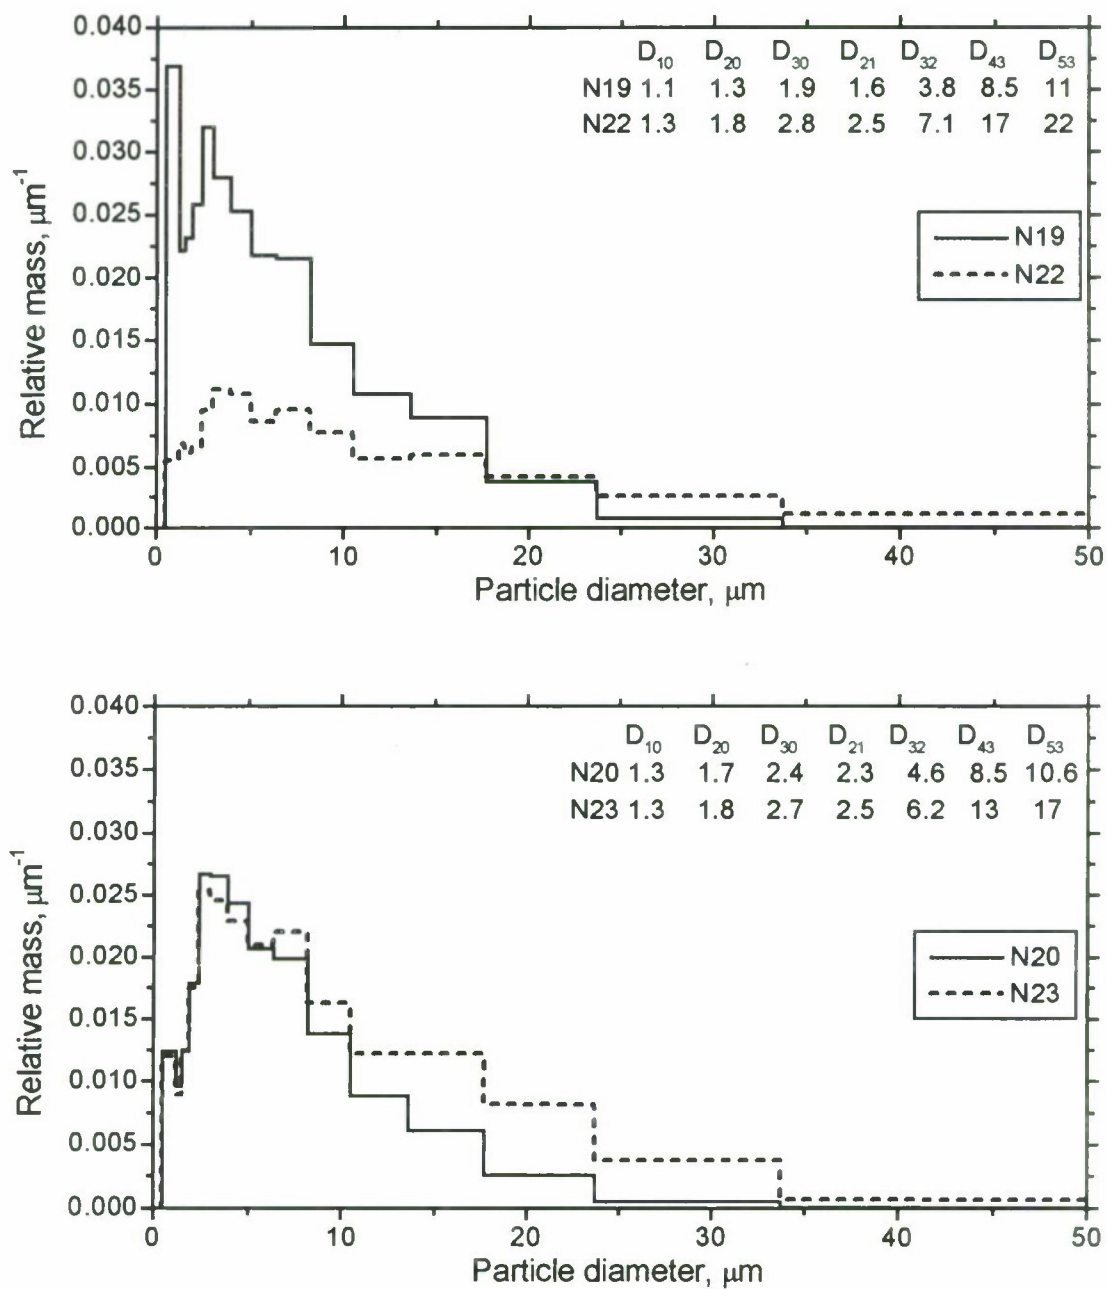 0.040
0.035
0.030
0.025
0.020
0.015
0.010
0.005
0.000
Relative mass, μm⁻¹
D₁₀ D₂₀ D₃₀ D₂₁ D₃₂ D₄₃ D₅₃
N19 1.1 1.3 1.9 1.6 3.8 8.5 11
N22 1.3 1.8 2.8 2.5 7.1 17 22
N19
N22
0 10 20 30 40 50
Particle diameter, μm
0.040
0.035
0.030
0.025
0.020
0.015
0.010
0.005
0.000
Relative mass, μm⁻¹
D₁₀ D₂₀ D₃₀ D₂₁ D₃₂ D₄₃ D₅₃
N20 1.3 1.7 2.4 2.3 4.6 8.5 10.6
N23 1.3 1.8 2.7 2.5 6.2 13 17
N20
N23
0 10 20 30 40 50
Particle diameter, μm